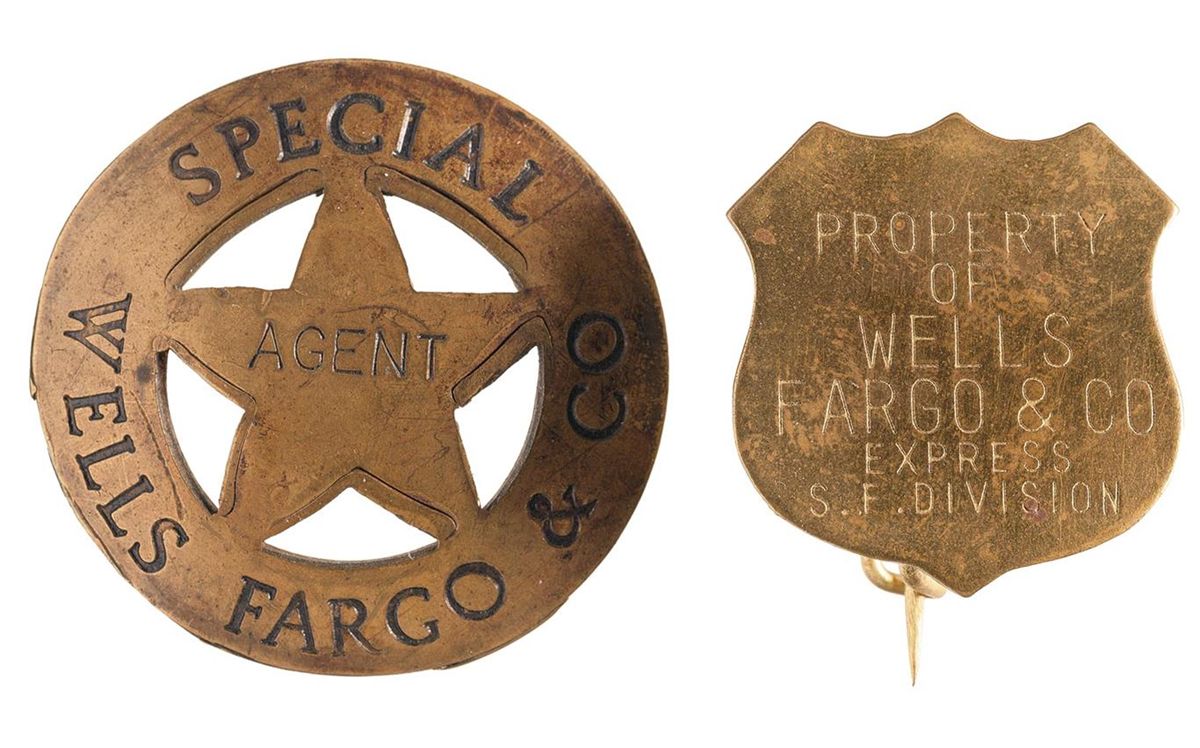 SPECIAL
AGENT
WELLS FARGO & CO
PROPERTY
OF
WELLS
FARGO & CO
EXPRESS
S.F. DIVISION